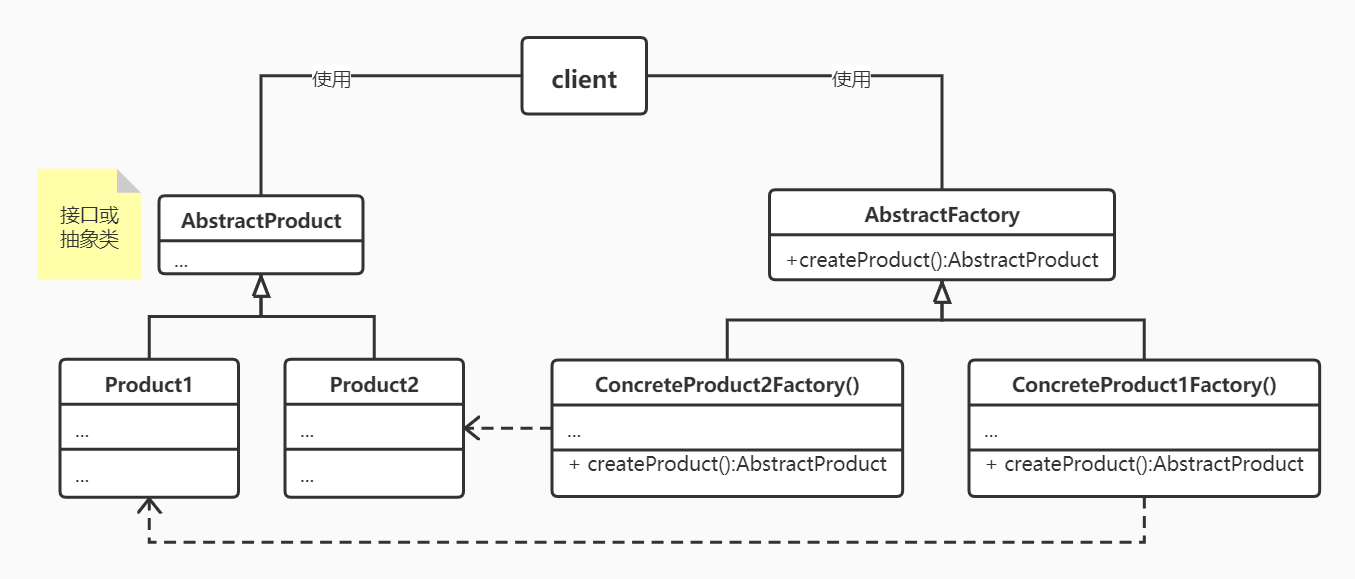 client
使用
使用
接口或
抽象类
AbstractProduct
...
AbstractFactory
+createProduct():AbstractProduct
Product1
...
...
Product2
...
...
ConcreteProduct2Factory()
...
+ createProduct():AbstractProduct
ConcreteProduct1Factory()
...
+ createProduct():AbstractProduct